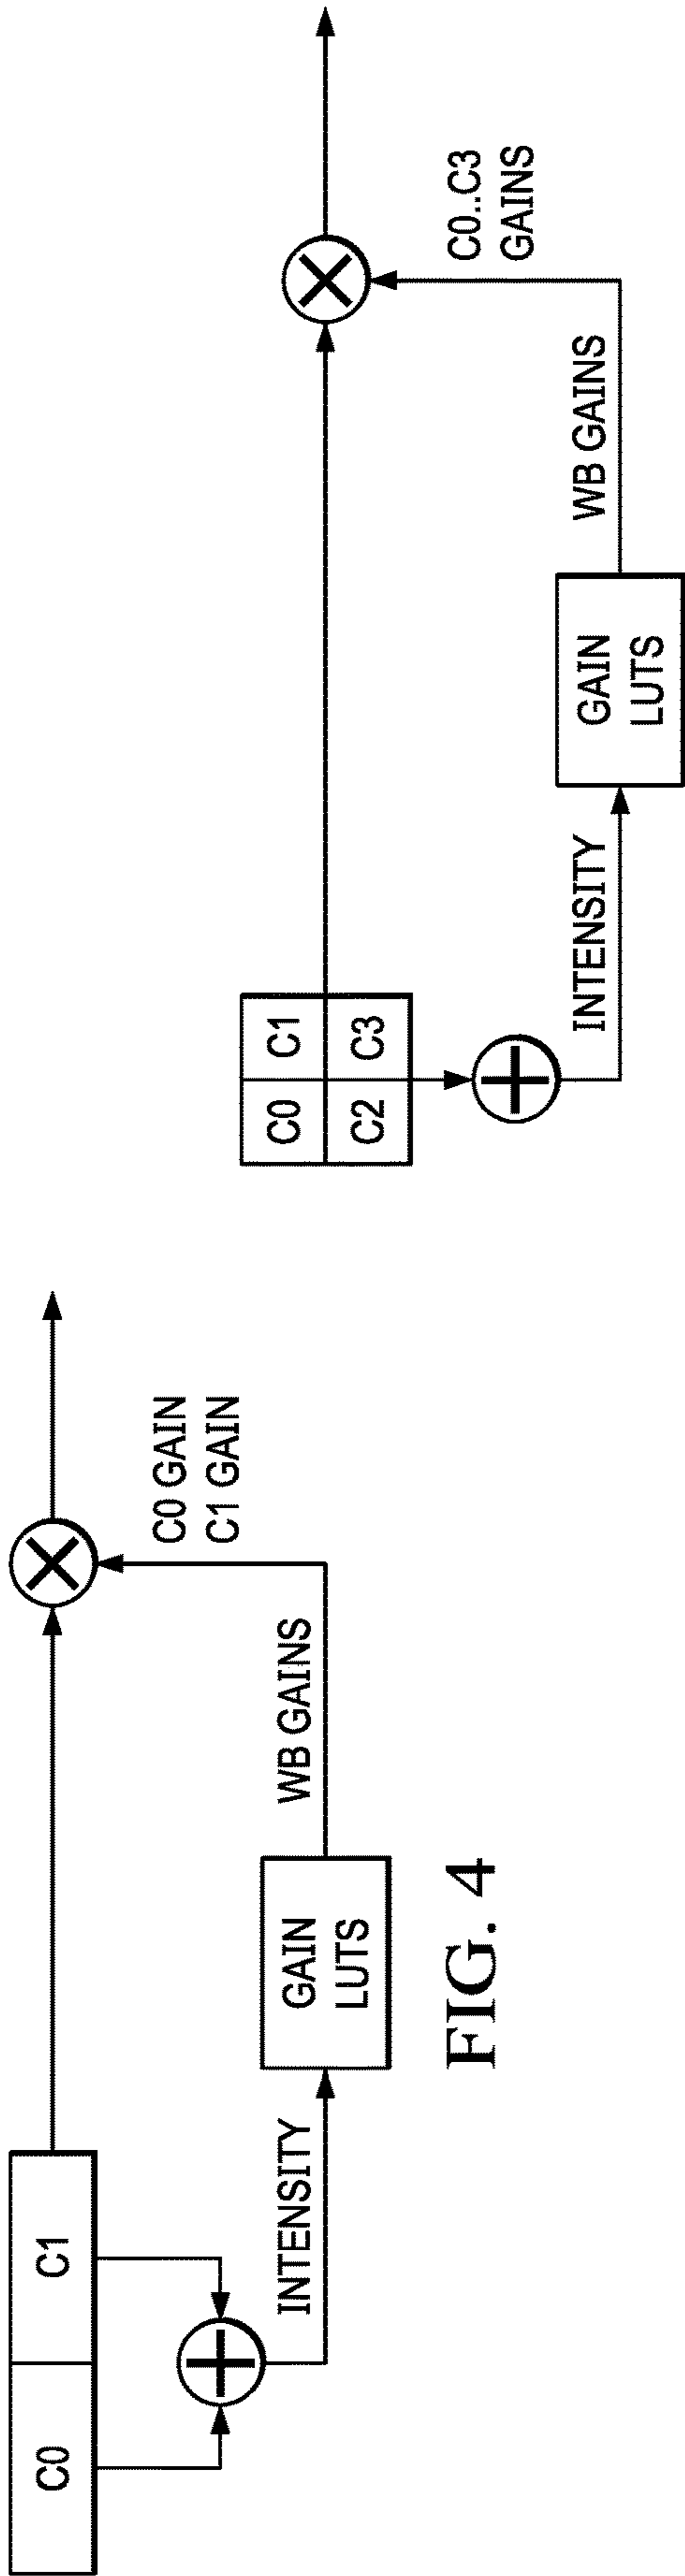 C0
C1
INTENSITY
GAIN
LUTS
WB GAINS
C0 GAIN
C1 GAIN
FIG. 4
C0
C1
C2
C3
INTENSITY
GAIN
LUTS
WB GAINS
C0..C3
GAINS